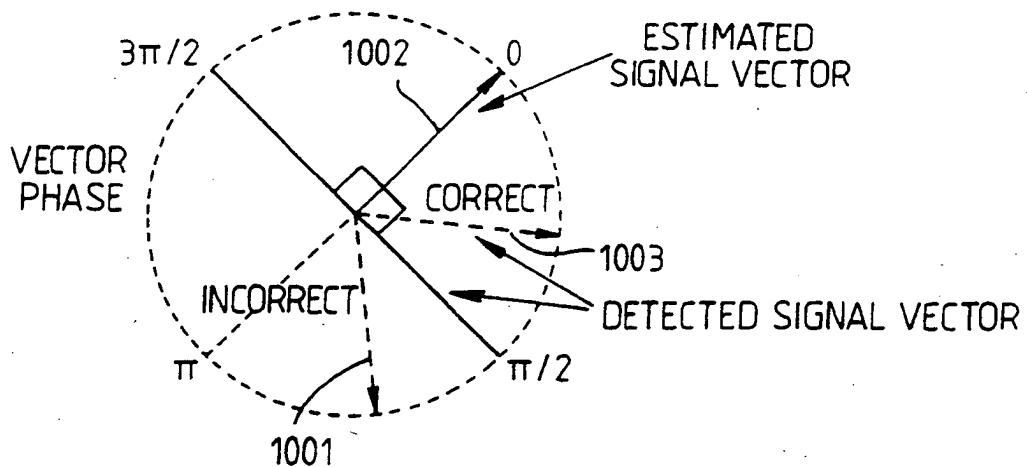 3π/2
1002
0
ESTIMATED
SIGNAL VECTOR
VECTOR
PHASE
CORRECT
1003
INCORRECT
DETECTED SIGNAL VECTOR
π
π/2
1001